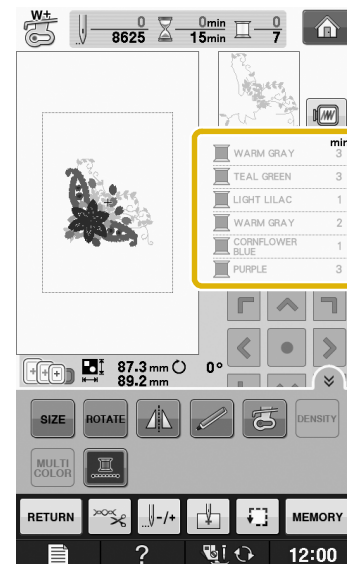 W+
0 0min 0
8625 15min 7
min
WARM GRAY 3
TEAL GREEN 3
LIGHT LILAC 1
WARM GRAY 2
CORNFLOWER
BLUE 1
PURPLE 3
87.3 mm 0°
89.2 mm
SIZE ROTATE DENSITY
MULTI
COLOR
RETURN -/+ MEMORY
? 12:00